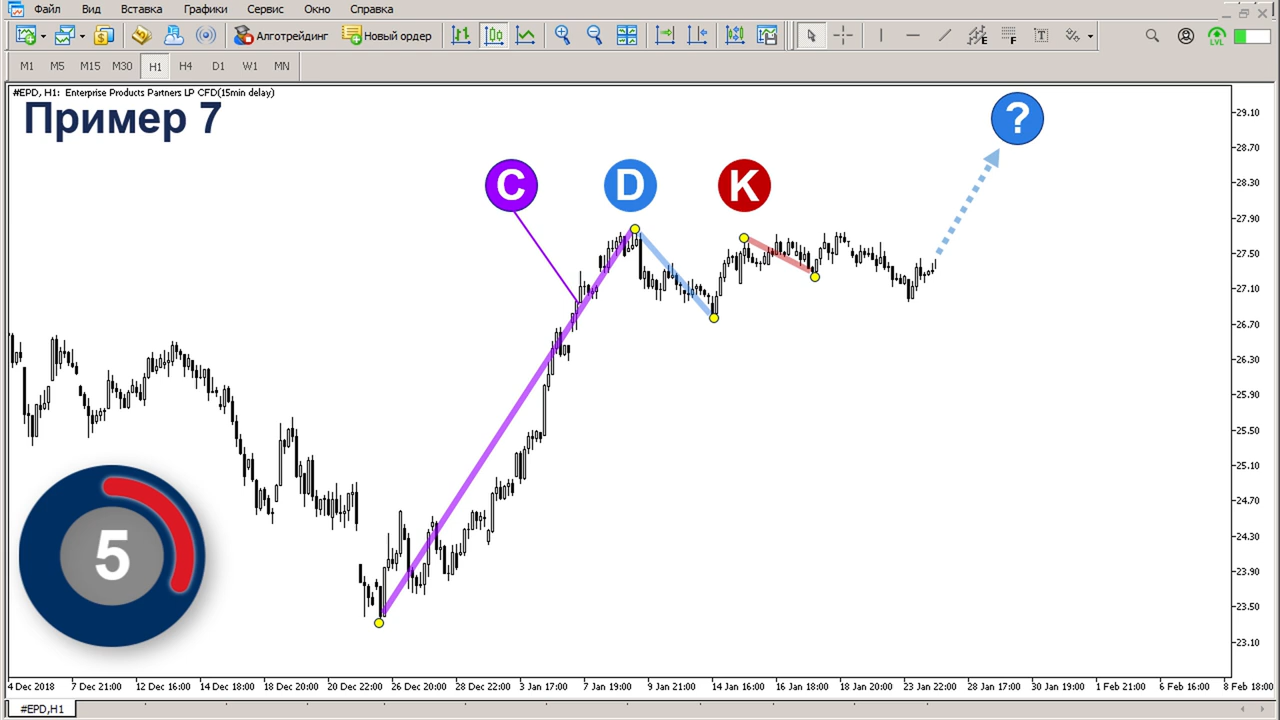 Файл Вид Вставка Графики Сервис Окно Справка
Алготрейдинг Новый ордер E F T LVL
M1 M5 M15 M30 H1 H4 D1 W1 MN
#EPD, H1: Enterprise Products Partners LP CFD(15min delay)
Пример 7
?
C D K
29.10
28.70
28.30
27.90
27.50
27.10
26.70
26.30
25.90
25.50
25.10
24.70
24.30
23.90
23.50
23.10
5
4 Dec 2018 7 Dec 21:00 12 Dec 16:00 14 Dec 18:00 18 Dec 20:00 20 Dec 22:00 26 Dec 20:00 28 Dec 22:00 3 Jan 17:00 7 Jan 19:00 9 Jan 21:00 14 Jan 16:00 16 Jan 18:00 18 Jan 20:00 23 Jan 22:00 28 Jan 17:00 30 Jan 19:00 1 Feb 21:00 6 Feb 16:00 8 Feb 18:00
#EPD,H1